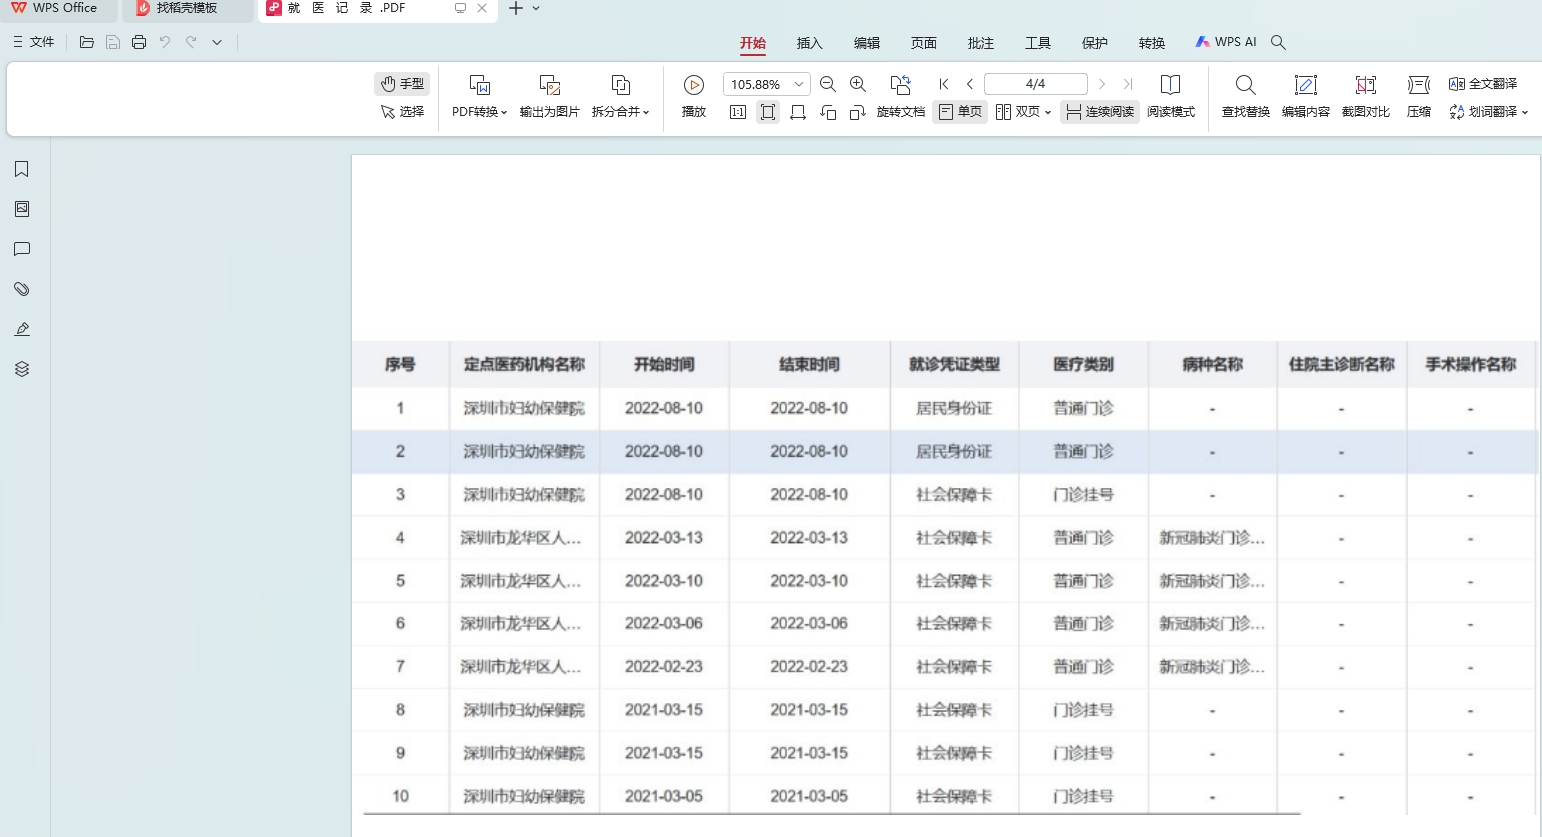 WPS Office 找稻壳模板 就 医 记 录 .PDF
文件 开始 插入 编辑 页面 批注 工具 保护 转换 WPS AI
手型 105.88% 4/4 全文翻译
选择 PDF转换 输出为图片 拆分合并 播放 1:1 旋转文档 单页 双页 连续阅读 阅读模式 查找替换 编辑内容 截图对比 压缩 划词翻译
序号 定点医药机构名称 开始时间 结束时间 就诊凭证类型 医疗类别 病种名称 住院主诊断名称 手术操作名称
1 深圳市妇幼保健院 2022-08-10 2022-08-10 居民身份证 普通门诊 - - -
2 深圳市妇幼保健院 2022-08-10 2022-08-10 居民身份证 普通门诊 - - -
3 深圳市妇幼保健院 2022-08-10 2022-08-10 社会保障卡 门诊挂号 - - -
4 深圳市龙华区人... 2022-03-13 2022-03-13 社会保障卡 普通门诊 新冠肺炎门诊... - -
5 深圳市龙华区人... 2022-03-10 2022-03-10 社会保障卡 普通门诊 新冠肺炎门诊... - -
6 深圳市龙华区人... 2022-03-06 2022-03-06 社会保障卡 普通门诊 新冠肺炎门诊... - -
7 深圳市龙华区人... 2022-02-23 2022-02-23 社会保障卡 普通门诊 新冠肺炎门诊... - -
8 深圳市妇幼保健院 2021-03-15 2021-03-15 社会保障卡 门诊挂号 - - -
9 深圳市妇幼保健院 2021-03-15 2021-03-15 社会保障卡 门诊挂号 - - -
10 深圳市妇幼保健院 2021-03-05 2021-03-05 社会保障卡 门诊挂号 - - -